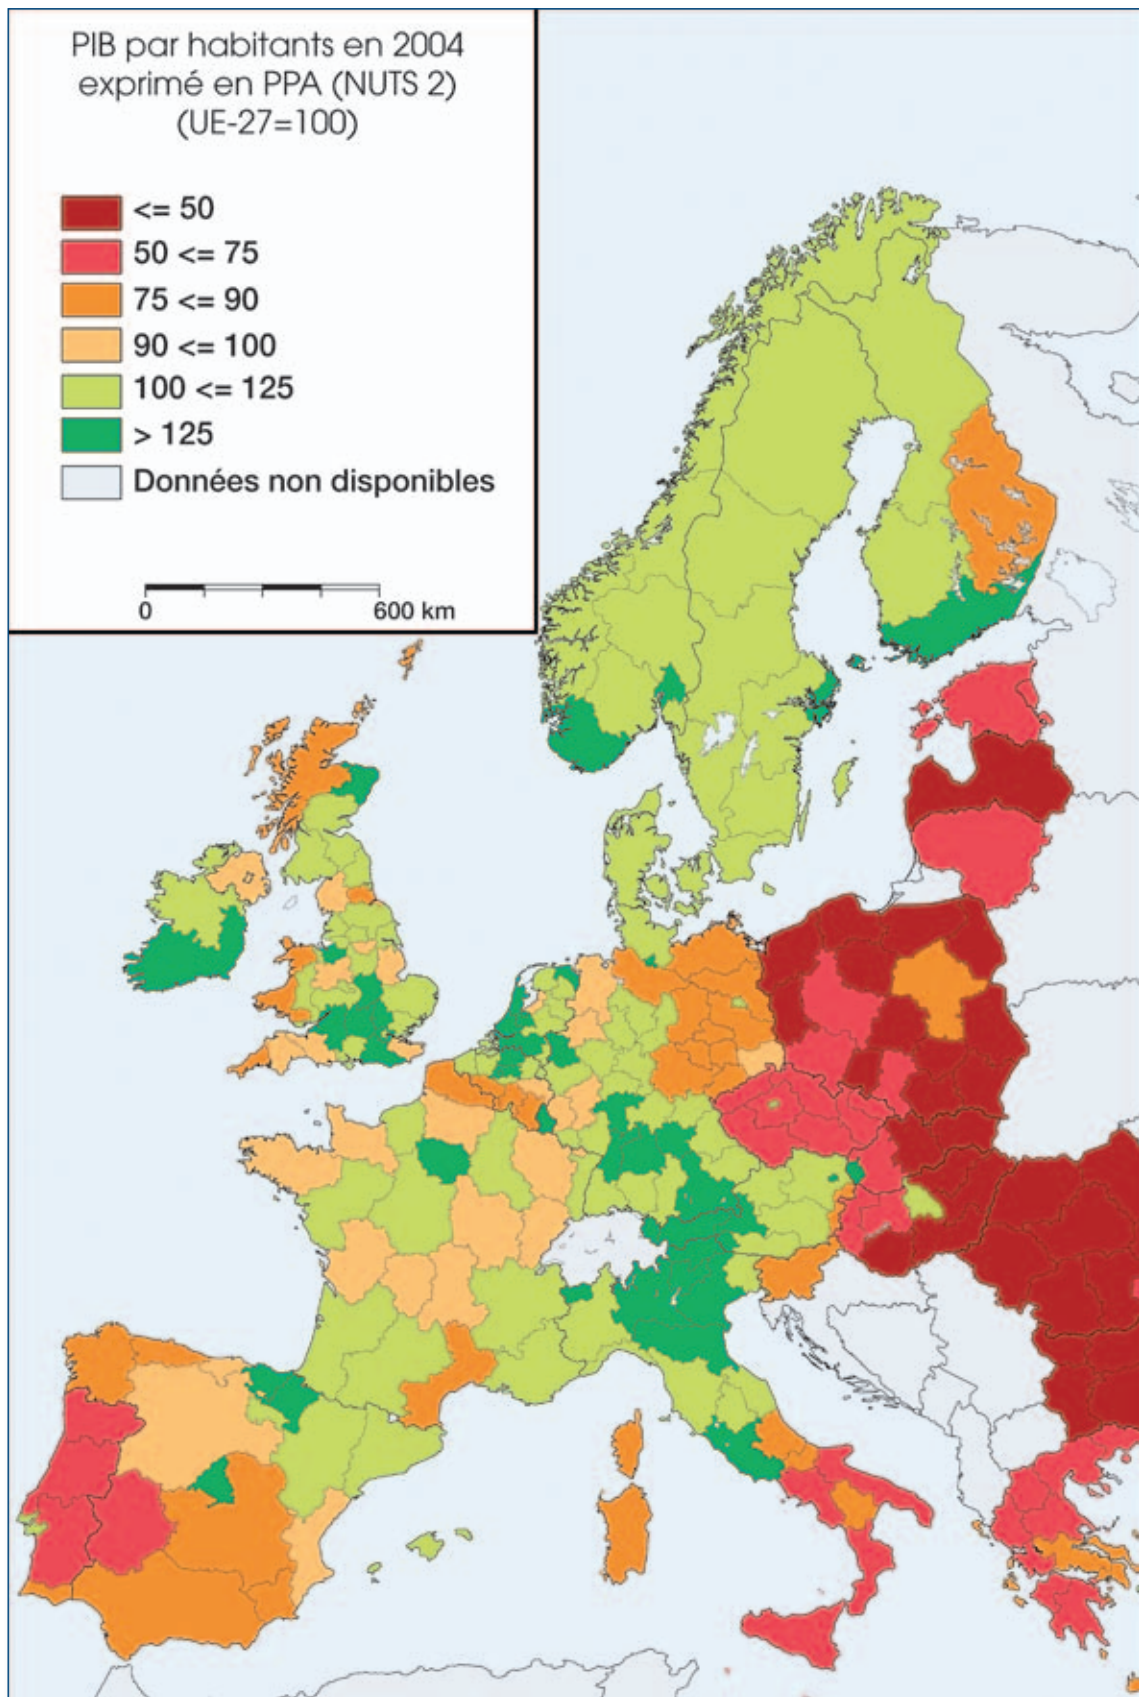 PIB par habitants en 2004
exprimé en PPA (NUTS 2)
(UE-27=100)
<= 50
50 <= 75
75 <= 90
90 <= 100
100 <= 125
> 125
Données non disponibles
0 600 km